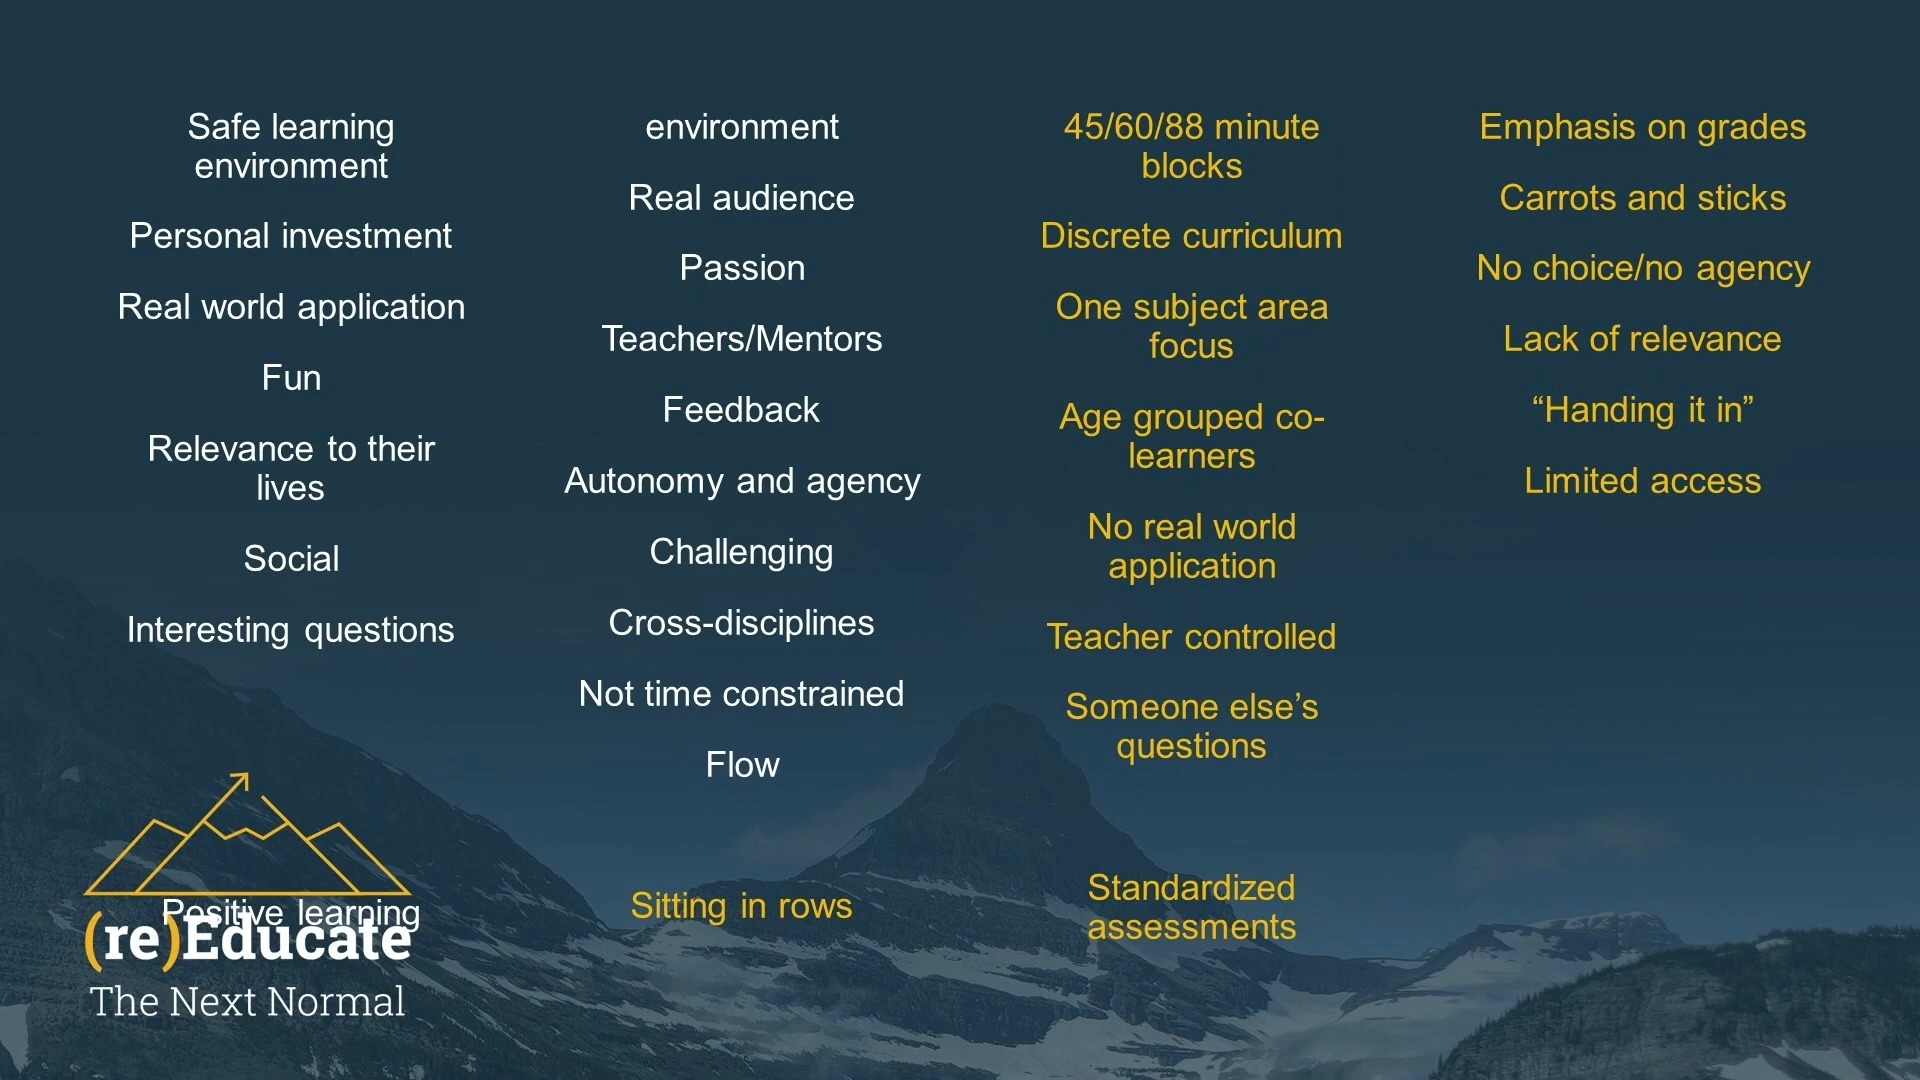 Safe learning
environment
Personal investment
Real world application
Fun
Relevance to their
lives
Social
Interesting questions
Positive learning
environment
Real audience
Passion
Teachers/Mentors
Feedback
Autonomy and agency
Challenging
Cross-disciplines
Not time constrained
Flow
Sitting in rows
45/60/88 minute
blocks
Discrete curriculum
One subject area
focus
Age grouped co-
learners
No real world
application
Teacher controlled
Someone else’s
questions
Standardized
assessments
Emphasis on grades
Carrots and sticks
No choice/no agency
Lack of relevance
“Handing it in”
Limited access
(re)Educate
The Next Normal